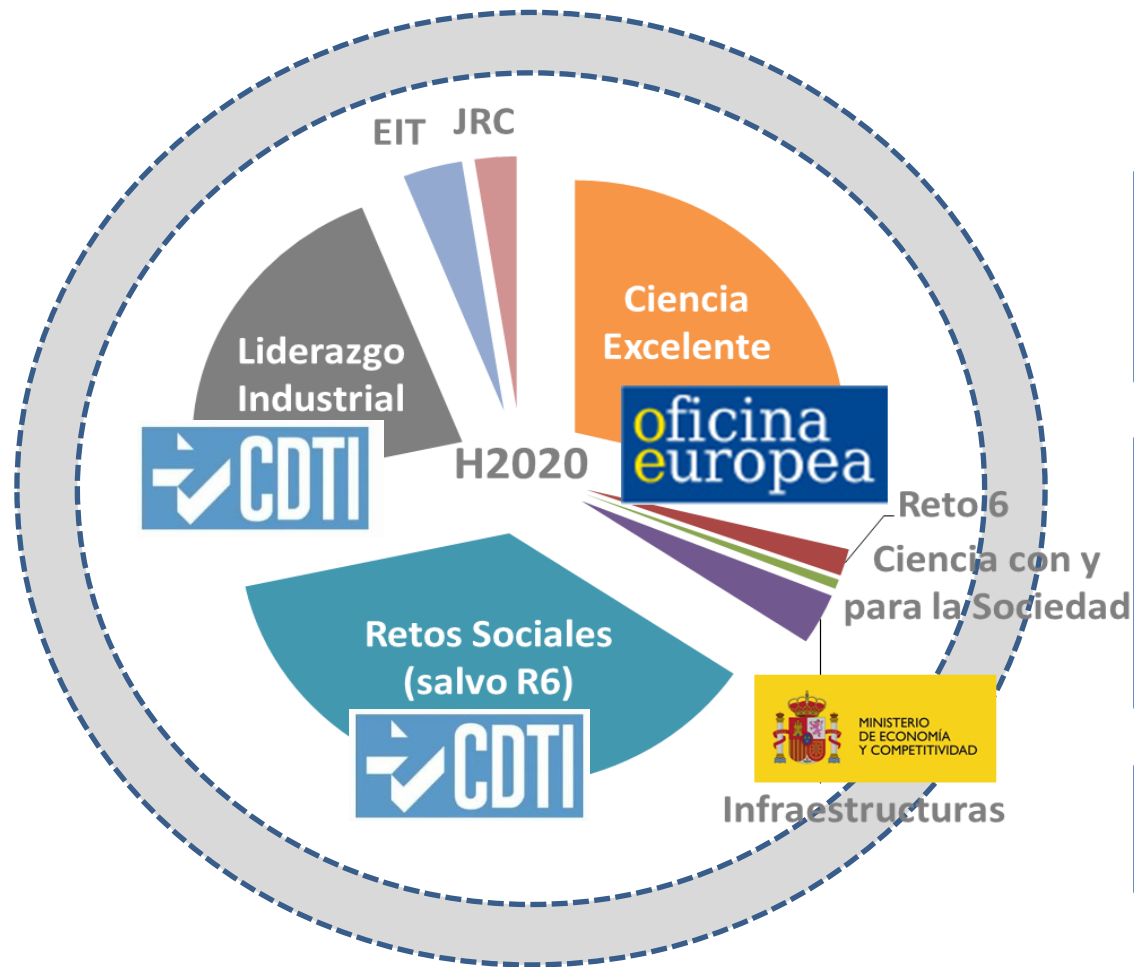 EIT
JRC
Ciencia
Excelente
Liderazgo
Industrial
CDTI
H2020
oficina
europea
Reto 6
Ciencia con y
para la Sociedad
Retos Sociales
(salvo R6)
CDTI
MINISTERIO
DE ECONOMÍA
Y COMPETITIVIDAD
Infraestructuras